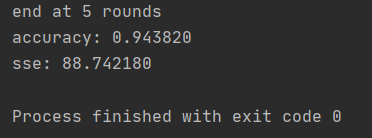 end at 5 rounds
accuracy: 0.943820
sse: 88.742180
Process finished with exit code 0